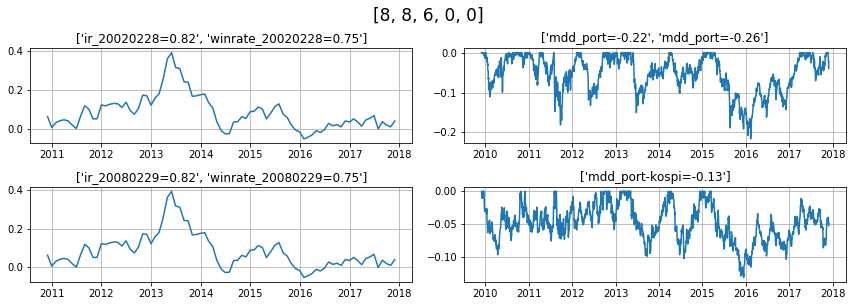 [8, 8, 6, 0, 0]
['ir_20020228=0.82', 'winrate_20020228=0.75']
0.4
0.2
0.0
2011 2012 2013 2014 2015 2016 2017 2018
['mdd_port=-0.22', 'mdd_port=-0.26']
0.0
−0.1
−0.2
2010 2011 2012 2013 2014 2015 2016 2017 2018
['ir_20080229=0.82', 'winrate_20080229=0.75']
0.4
0.2
0.0
2011 2012 2013 2014 2015 2016 2017 2018
['mdd_port-kospi=-0.13']
0.00
−0.05
−0.10
2010 2011 2012 2013 2014 2015 2016 2017 2018